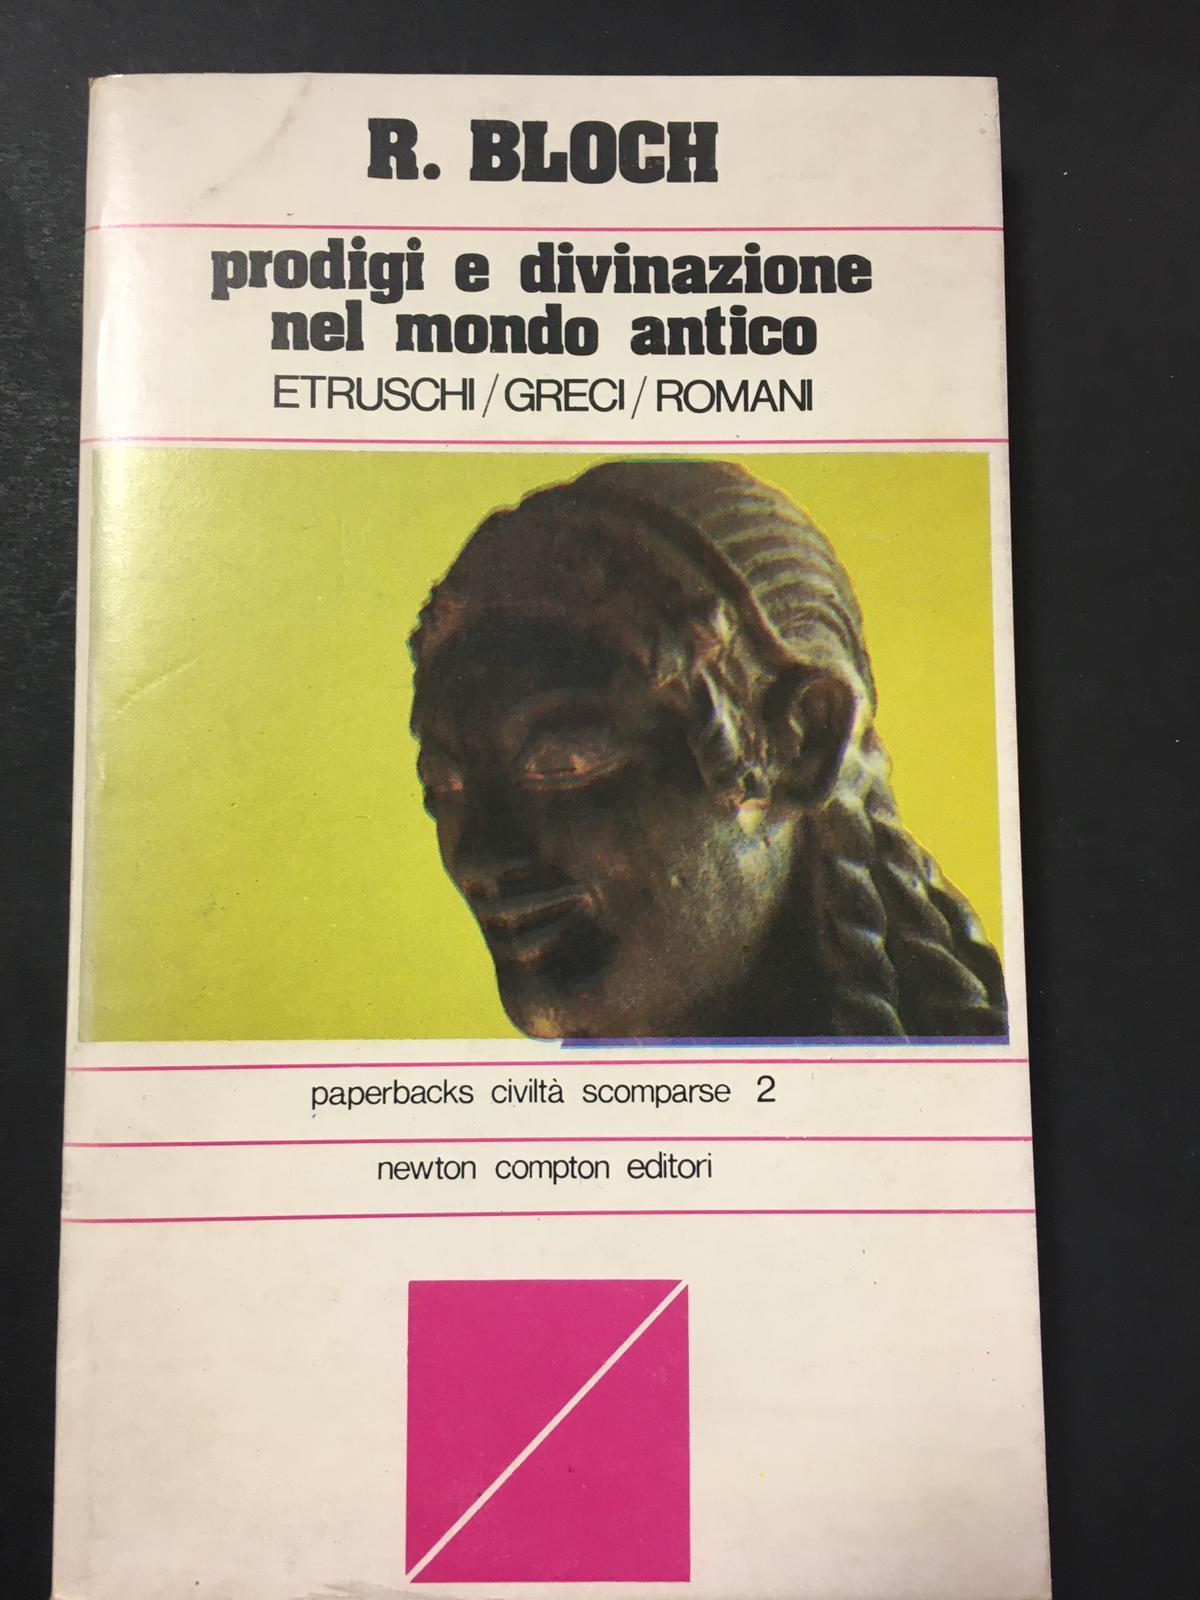 R. BLOCH
prodigi e divinazione
nel mondo antico
ETRUSCHI/GRECI/ROMANI
paperbacks civiltà scomparse 2
newton compton editori